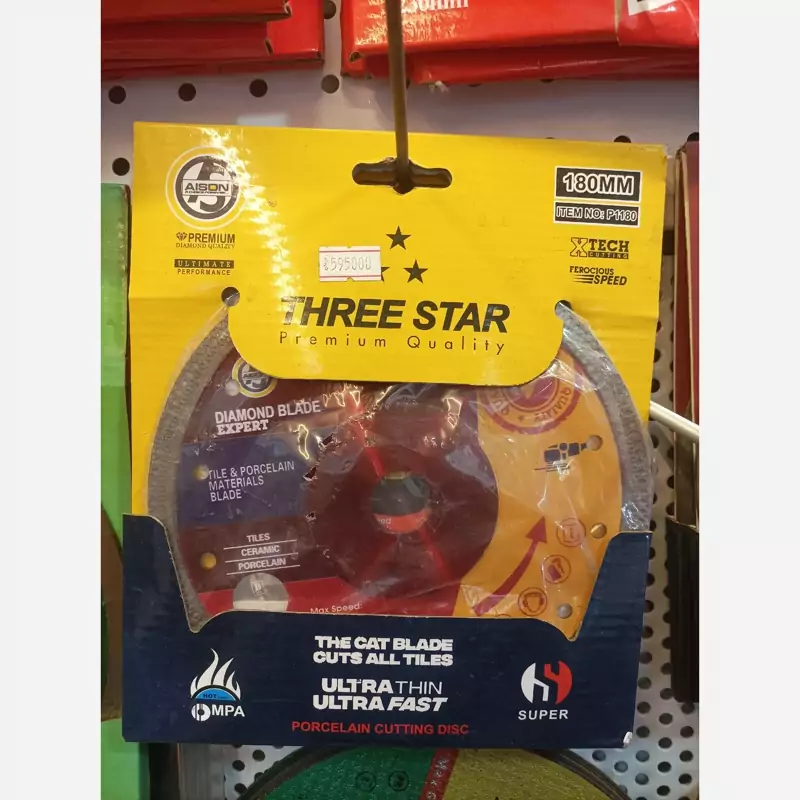 180MM
ITEM NO: P1180
AISON
PREMIUM
DIAMOND QUALITY
ULTIMATE
PERFORMANCE
XTECH
CUTTING
FEROCIOUS
SPEED
595000
THREE STAR
Premium Quality
DIAMOND BLADE
EXPERT
TILE & PORCELAIN
MATERIALS
BLADE
TILES
CERAMIC
PORCELAIN
Max Speed
THE CAT BLADE
CUTS ALL TILES
ULTRA THIN
ULTRA FAST
PORCELAIN CUTTING DISC
HOT
MPA
SUPER